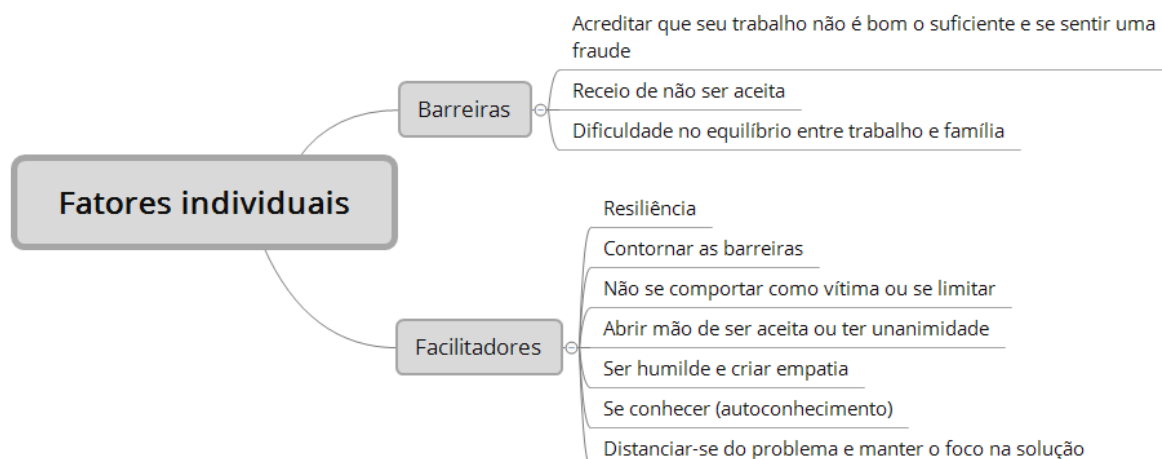 Fatores individuais
Barreiras
Acreditar que seu trabalho não é bom o suficiente e se sentir uma
fraude
Receio de não ser aceita
Dificuldade no equilíbrio entre trabalho e família
Facilitadores
Resiliência
Contornar as barreiras
Não se comportar como vítima ou se limitar
Abrir mão de ser aceita ou ter unanimidade
Ser humilde e criar empatia
Se conhecer (autoconhecimento)
Distanciar-se do problema e manter o foco na solução